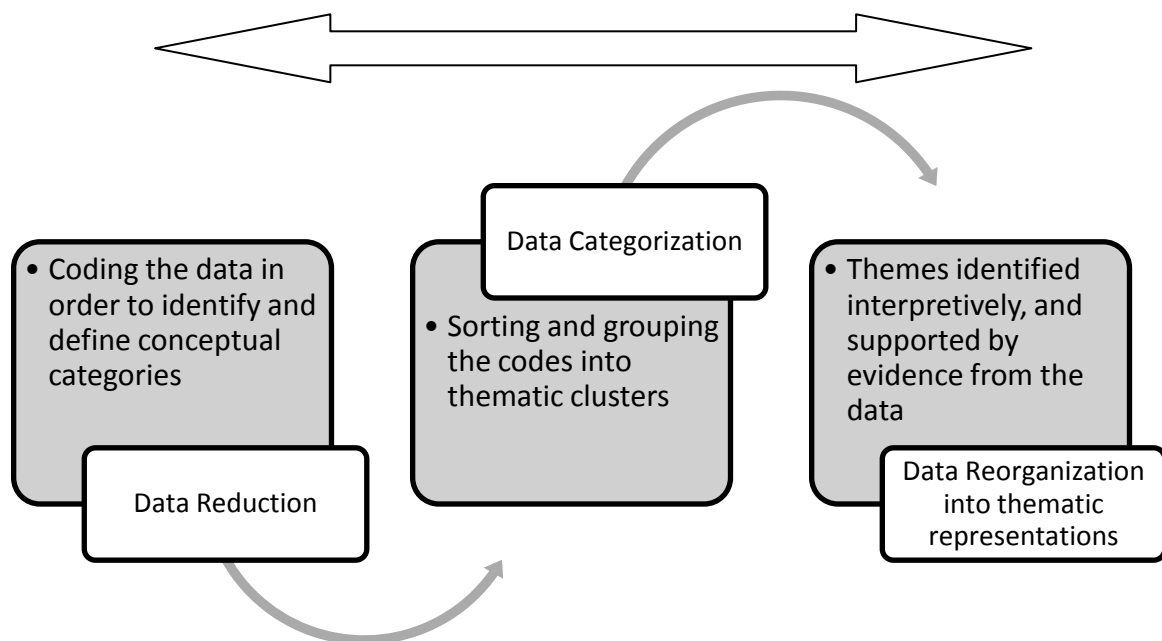 • Coding the data in
order to identify and
define conceptual
categories
Data Reduction
Data Categorization
• Sorting and grouping
the codes into
thematic clusters
• Themes identified
interpretively, and
supported by
evidence from the
data
Data Reorganization
into thematic
representations